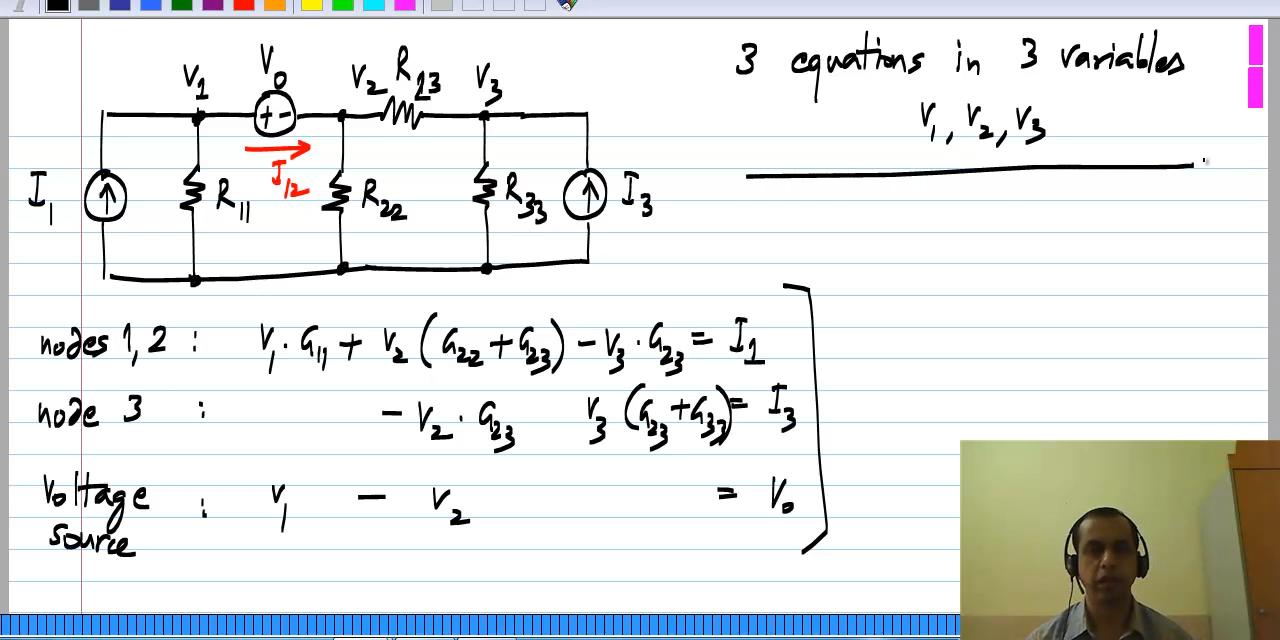 3 equations in 3 variables
V1, V2, V3
V1 V0 V2 R23 V3
+ -
I12
I1 R11 R22 R33 I3
nodes 1,2 : V1 · G11 + V2 (G22 + G23) - V3 · G23 = I1
node 3 : - V2 · G23 V3 (G23 + G33) = I3
Voltage source : V1 - V2 = V0